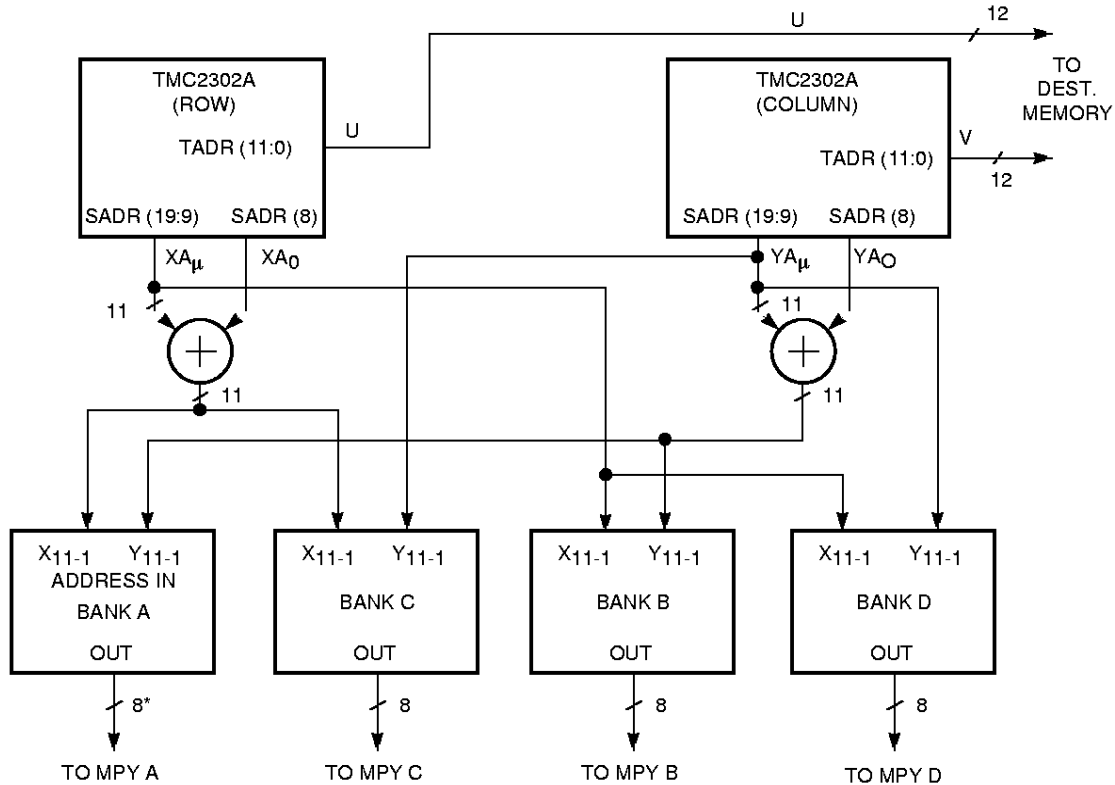 U
12
TMC2302A
(ROW)
TMC2302A
(COLUMN)
TO
DEST.
MEMORY
U
TADR (11:0)
V
TADR (11:0)
12
SADR (19:9) SADR (8)
SADR (19:9) SADR (8)
XAμ XA0
YAμ YAO
11
11
+
+
11
11
X11-1 Y11-1
ADDRESS IN
BANK A
OUT
X11-1 Y11-1
BANK C
OUT
X11-1 Y11-1
BANK B
OUT
X11-1 Y11-1
BANK D
OUT
8*
8
8
8
TO MPY A
TO MPY C
TO MPY B
TO MPY D